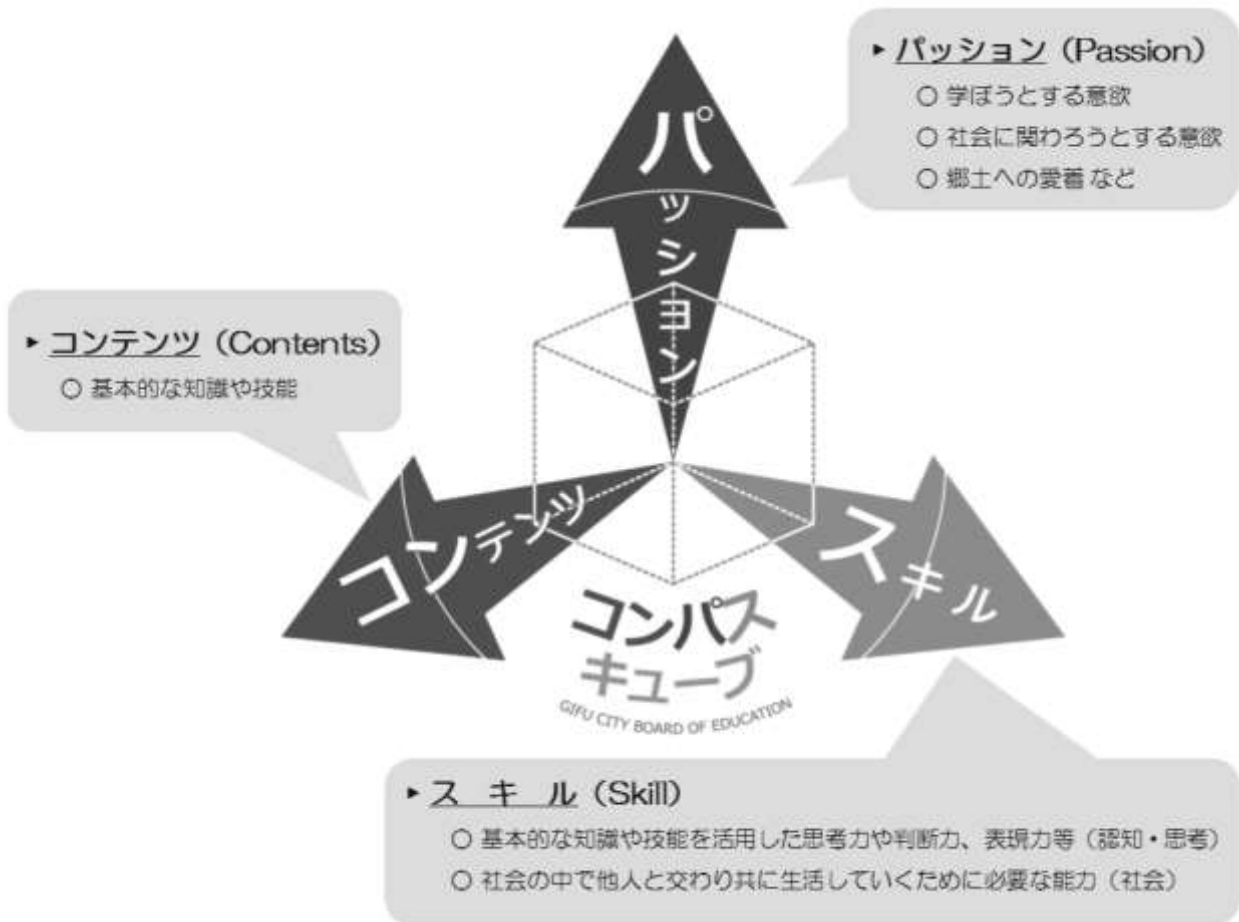 ▸ パッション (Passion)
○ 学ぼうとする意欲
○ 社会に関わろうとする意欲
○ 郷土への愛着 など
パッション
▸ コンテンツ (Contents)
○ 基本的な知識や技能
コンテンツ
スキル
コンパス
キューブ
GIFU CITY BOARD OF EDUCATION
▸ ス キ ル (Skill)
○ 基本的な知識や技能を活用した思考力や判断力、表現力等（認知・思考）
○ 社会の中で他人と交わり共に生活していくために必要な能力（社会）